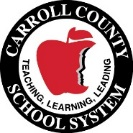 CARROLL COUNTY
TEACHING, LEARNING, LEADING
SCHOOL SYSTEM